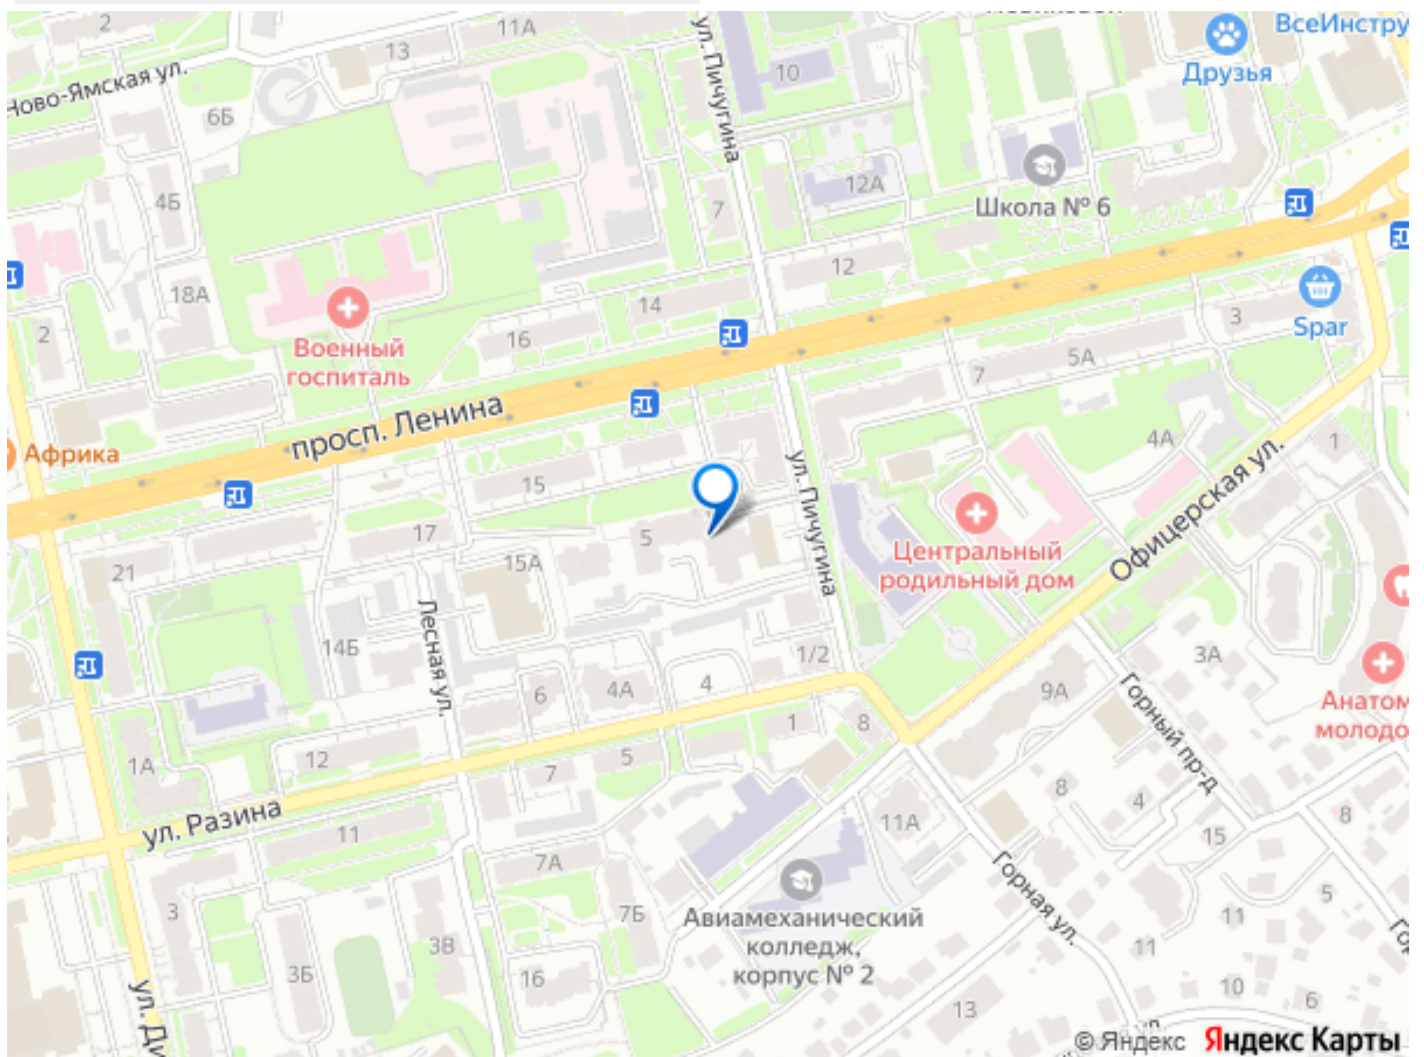 2
13
11А
ул. Пичугина
10
ВсеИнстру
Друзья
Ново-Ямская ул.
6Б
4Б
7
12А
Школа № 6
18А
2
14
12
16
Военный
госпиталь
3
Spar
5А
7
просп. Ленина
Африка
15
4А
1
17
5
15А
21
ул. Пичугина
Центральный
родильный дом
Офицерская ул.
Лесная ул.
14Б
1/2
3А
6
4А
4
9А
Горный пр-д
Анатом
молодо
1
8
12
1А
5
7
8
4
8
ул. Разина
11
11А
15
7А
Горная ул.
5
3
7Б
Авиамеханический
колледж,
корпус № 2
11
11
3В
3Б
16
10
6
13
ул. Ди
© Яндекс Яндекс Карты